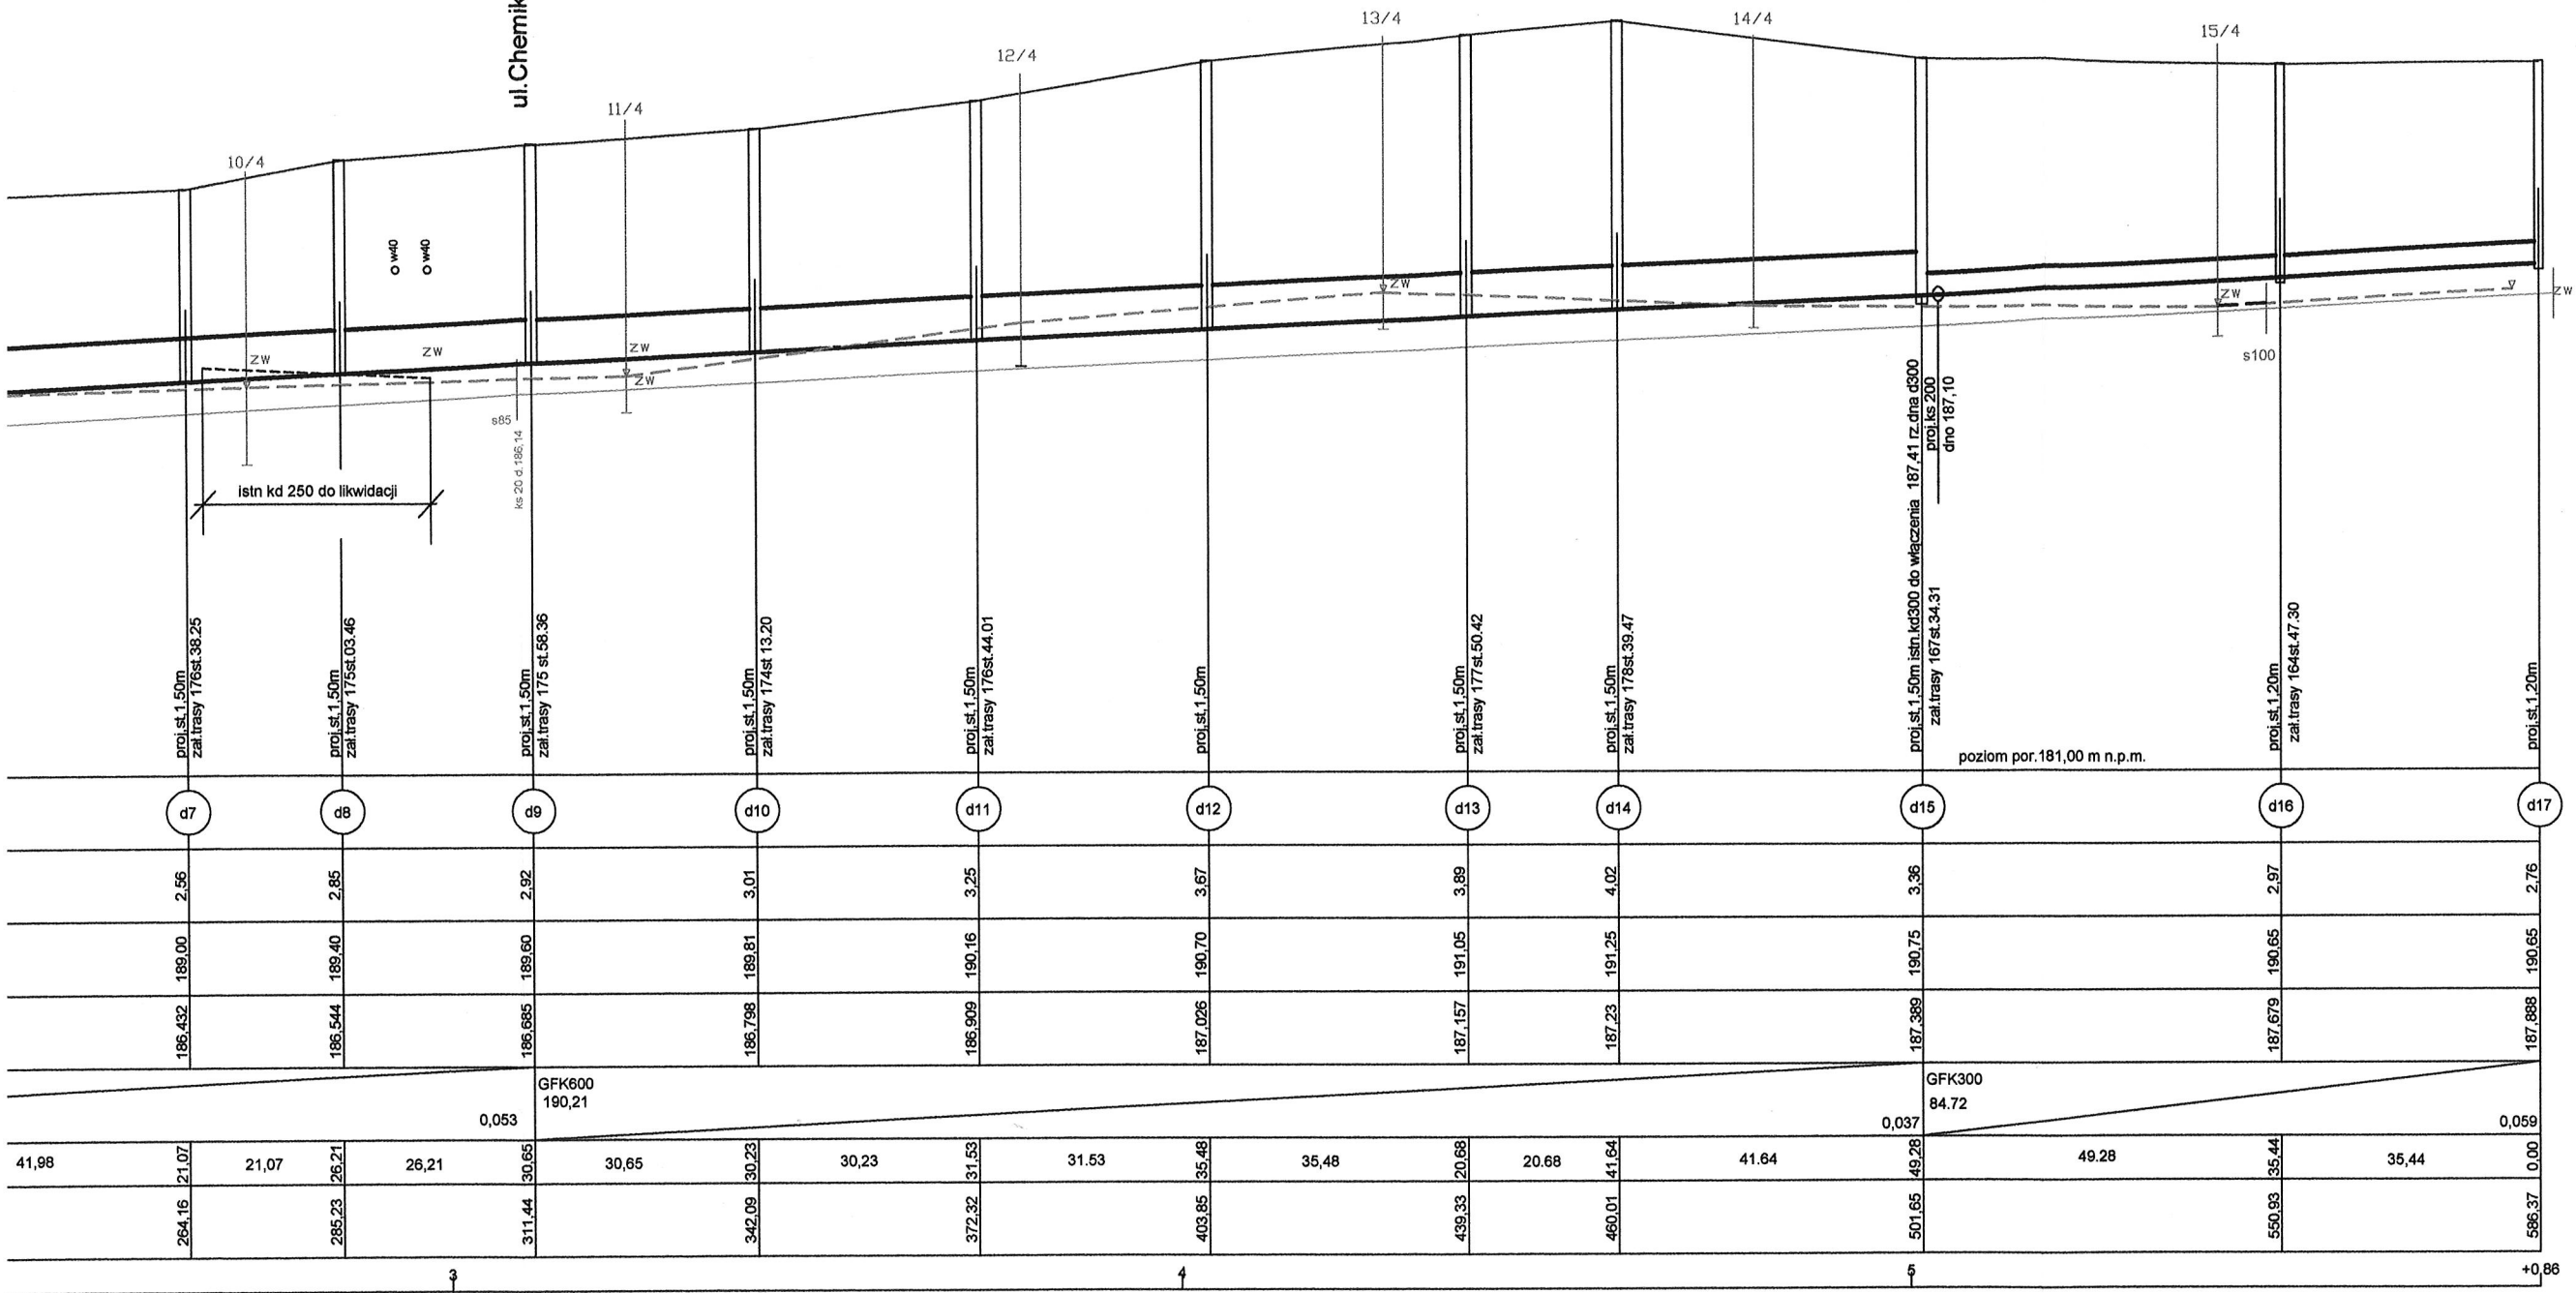 ul.Chemik
10/4
11/4
12/4
13/4
14/4
15/4
w40
w40
zw
zw
zw
zw
zw
zw
zw
s85
s100
ks 20 d.186,14
istn kd 250 do likwidacji
proj.st,1,50m
zał.trasy 176st.38.25
proj.st,1,50m
zał.trasy 175st.03.46
proj.st,1,50m
zał.trasy 175 st.58.36
proj.st,1,50m
zał.trasy 174st 13.20
proj.st,1,50m
zał.trasy 176st.44.01
proj.st,1,50m
proj.st,1,50m
zał.trasy 177st.50.42
proj.st,1,50m
zał.trasy 178st.39.47
proj.st,1,50m istn.kd300 do włączenia 187,41 rz.dna d300
zał.trasy 167st.34.31
proj.ks 200
dno 187,10
proj.st,1,20m
zał.trasy 164st.47.30
proj.st,1,20m
poziom por.181,00 m n.p.m.
d7 d8 d9 d10 d11 d12 d13 d14 d15 d16 d17
2,56 2,85 2,92 3,01 3,25 3,67 3,89 4,02 3,36 2,97 2,76
189,00 189,40 189,60 189,81 190,16 190,70 191,05 191,25 190,75 190,65 190,65
186,432 186,544 186,685 186,798 186,909 187,026 187,157 187,23 187,389 187,679 187,888
GFK600
190,21
GFK300
84.72
0,053 0,037 0,059
41,98 21,07 21,07 26,21 26,21 30,65 30,65 30,23 30,23 31,53 31.53 35,48 35,48 20,68 20.68 41,64 41.64 49,28 49.28 35,44 35,44 0,00
264,16 285,23 311,44 342,09 372,32 403,85 439,33 460,01 501,65 550,93 586,37
3 4 5 +0,86